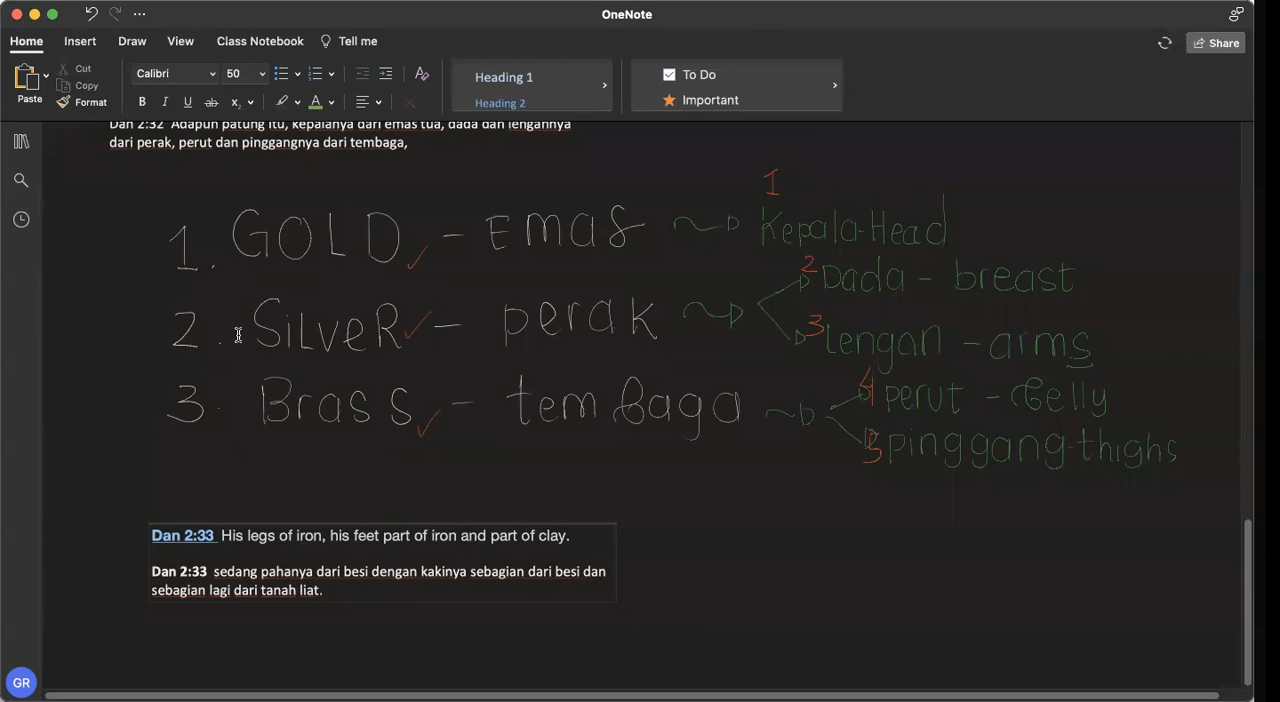 OneNote
Home Insert Draw View Class Notebook Tell me Share
Paste Cut Copy Format
Calibri 50
B I U ab x₂ A
Heading 1
Heading 2
To Do
Important
Dan 2:32 Adapun patung itu, kepalanya dari emas tua, dada dan lengannya
dari perak, perut dan pinggangnya dari tembaga,
1. GOLD - Emas 1 Kepala-Head
2. SilveR - perak 2 Dada - breast
3 lengan - arms
3. Brass - tembaga 4 perut - Belly
5 pinggang-thighs
Dan 2:33 His legs of iron, his feet part of iron and part of clay.
Dan 2:33 sedang pahanya dari besi dengan kakinya sebagian dari besi dan
sebagian lagi dari tanah liat.
GR